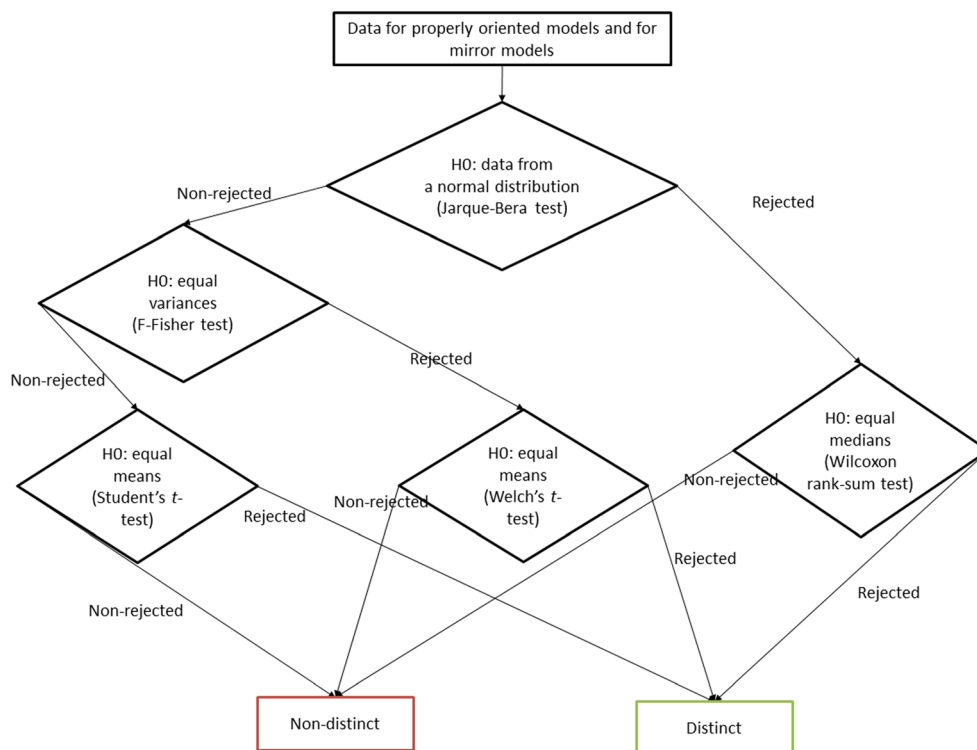 Data for properly oriented models and for
mirror models
H0: data from
a normal distribution
(Jarque-Bera test)
Non-rejected
Rejected
H0: equal
variances
(F-Fisher test)
Non-rejected
Rejected
H0: equal
means
(Student's t-
test)
H0: equal
means
(Welch's t-
test)
H0: equal
medians
(Wilcoxon
rank-sum test)
Non-rejected
Rejected
Non-rejected
Rejected
Non-rejected
Rejected
Non-distinct
Distinct